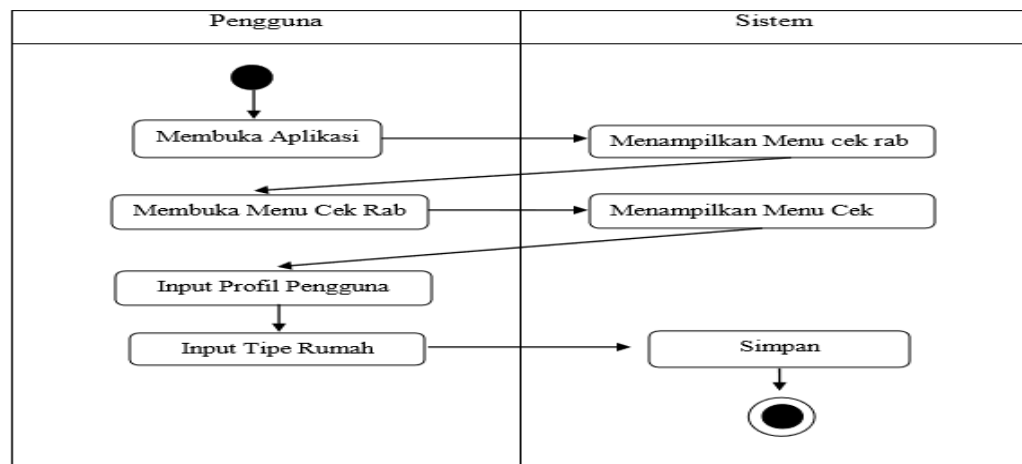 Pengguna
Sistem
Membuka Aplikasi
Menampilkan Menu cek rab
Membuka Menu Cek Rab
Menampilkan Menu Cek
Input Profil Pengguna
Input Tipe Rumah
Simpan